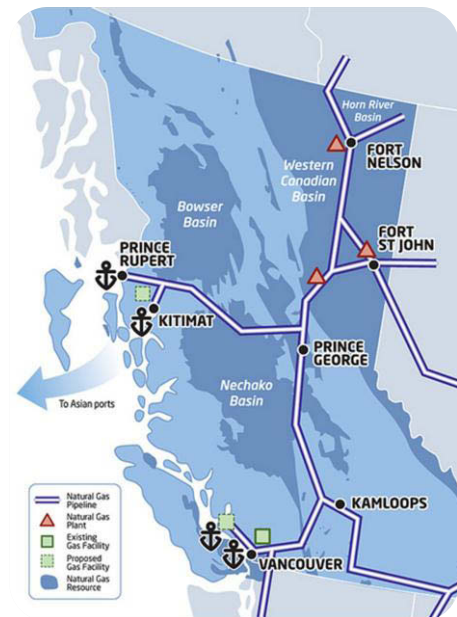 Horn River
Basin
FORT
NELSON
Western
Canadian
Basin
Bowser
Basin
FORT
ST JOHN
PRINCE
RUPERT
KITIMAT
PRINCE
GEORGE
Nechako
Basin
To Asian ports
KAMLOOPS
VANCOUVER
Natural Gas
Pipeline
Natural Gas
Plant
Existing
Gas Facility
Proposed
Gas Facility
Natural Gas
Resource